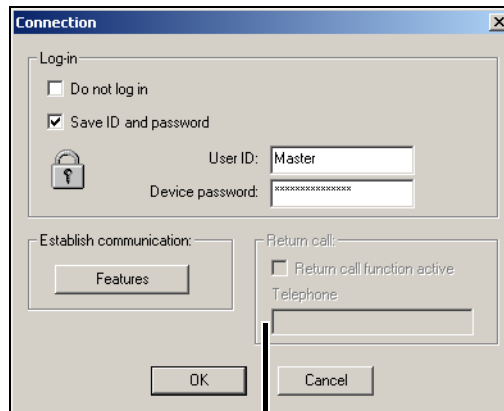 Connection
Log-in
Do not log in
Save ID and password
User ID: Master
Device password: ***************
Establish communication:
Features
Return call:
Return call function active
Telephone
OK
Cancel